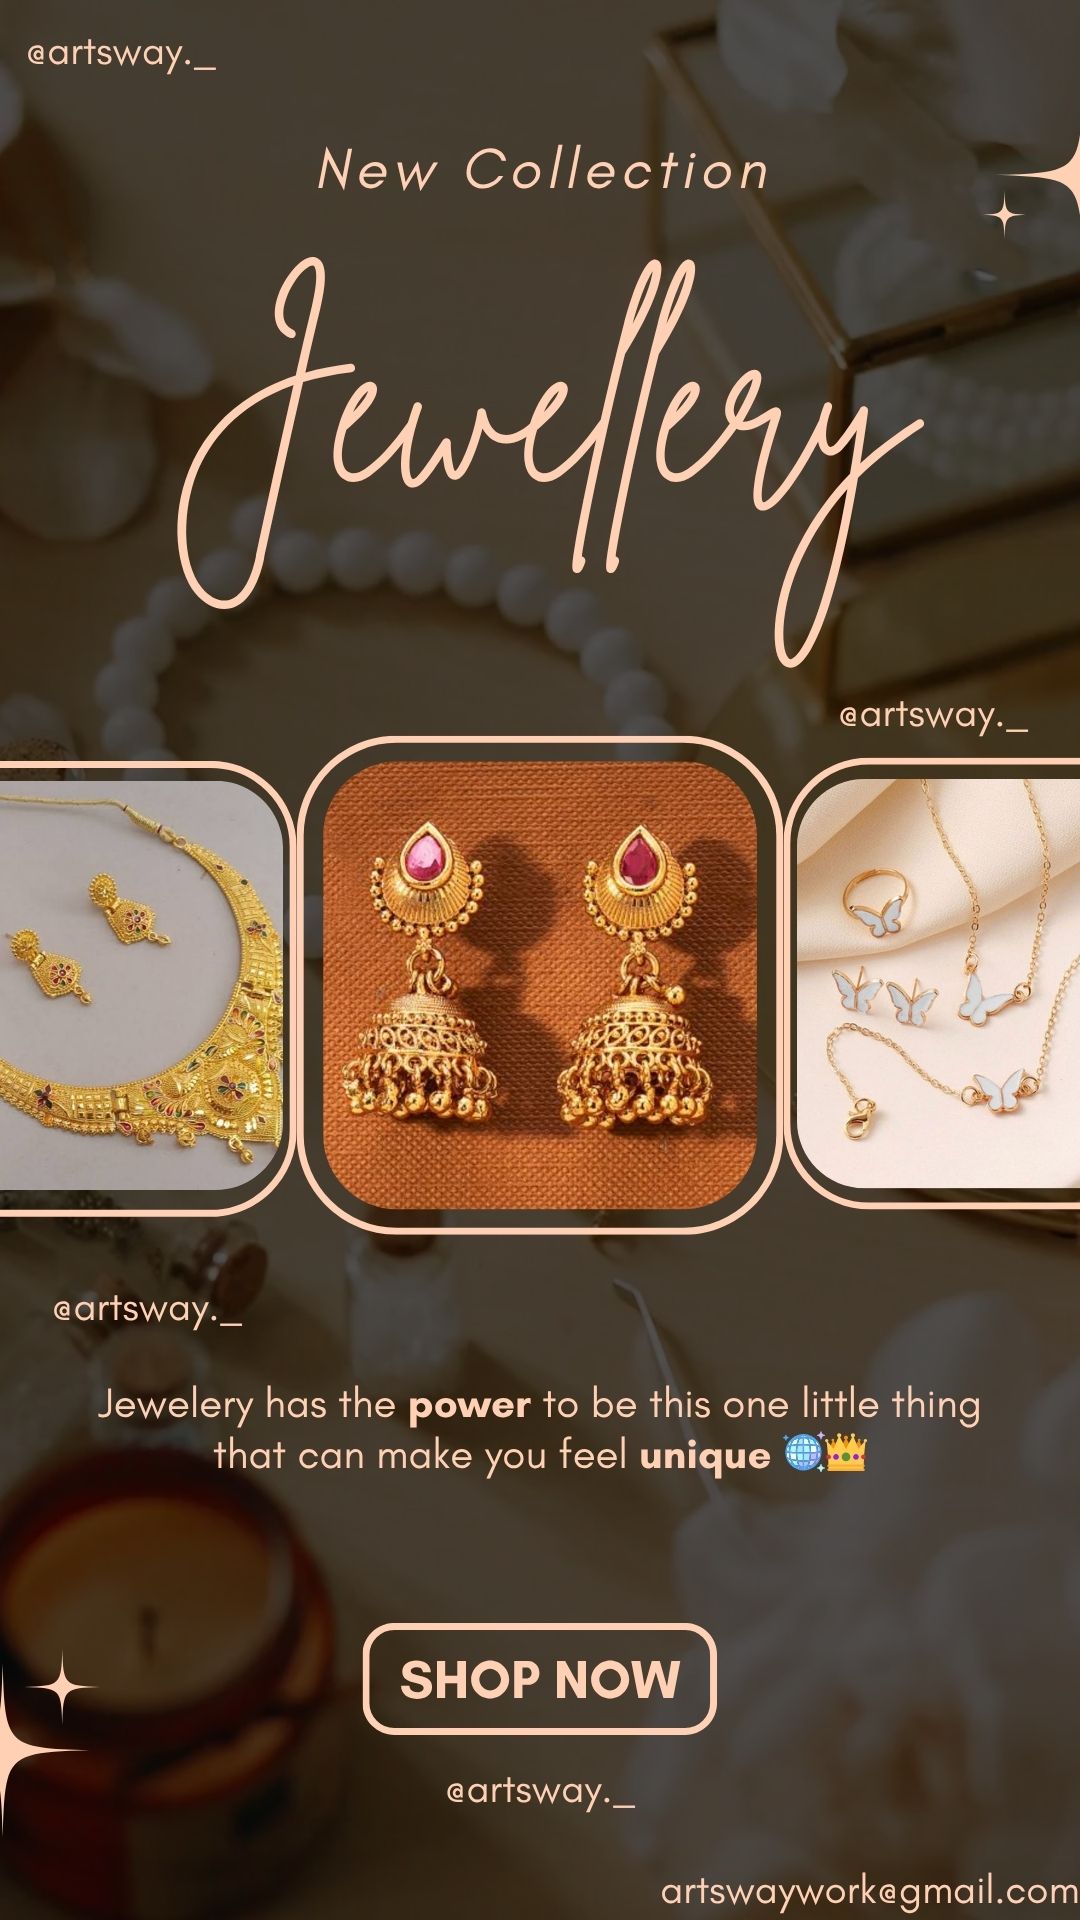 @artsway._
New Collection
Jewellery
@artsway._
@artsway._
Jewelery has the power to be this one little thing
that can make you feel unique 🪩👑
SHOP NOW
@artsway._
artswaywork@gmail.com